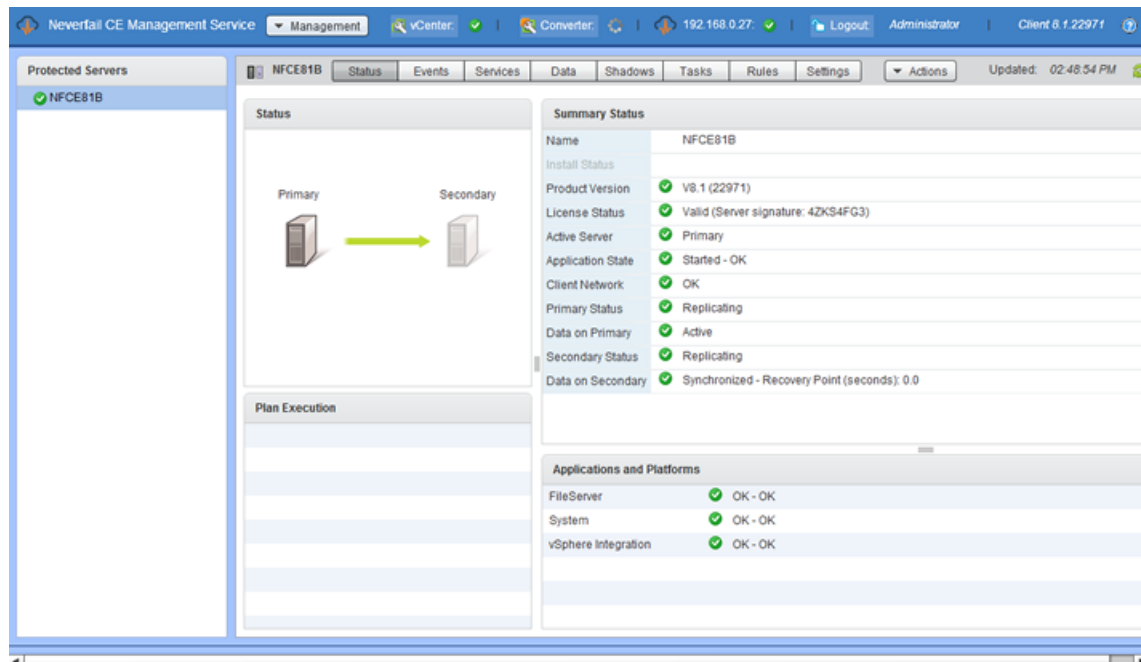 Neverfail CE Management Service Management vCenter: Converter: 192.168.0.27: Logout: Administrator Client 8.1.22971
Protected Servers
NFCE81B
NFCE81B Status Events Services Data Shadows Tasks Rules Settings Actions Updated: 02:48:54 PM
Status
Primary
Secondary
Plan Execution
Summary Status
Name NFCE81B
Install Status
Product Version V8.1 (22971)
License Status Valid (Server signature: 4ZKS4FG3)
Active Server Primary
Application State Started - OK
Client Network OK
Primary Status Replicating
Data on Primary Active
Secondary Status Replicating
Data on Secondary Synchronized - Recovery Point (seconds): 0.0
Applications and Platforms
FileServer OK - OK
System OK - OK
vSphere Integration OK - OK